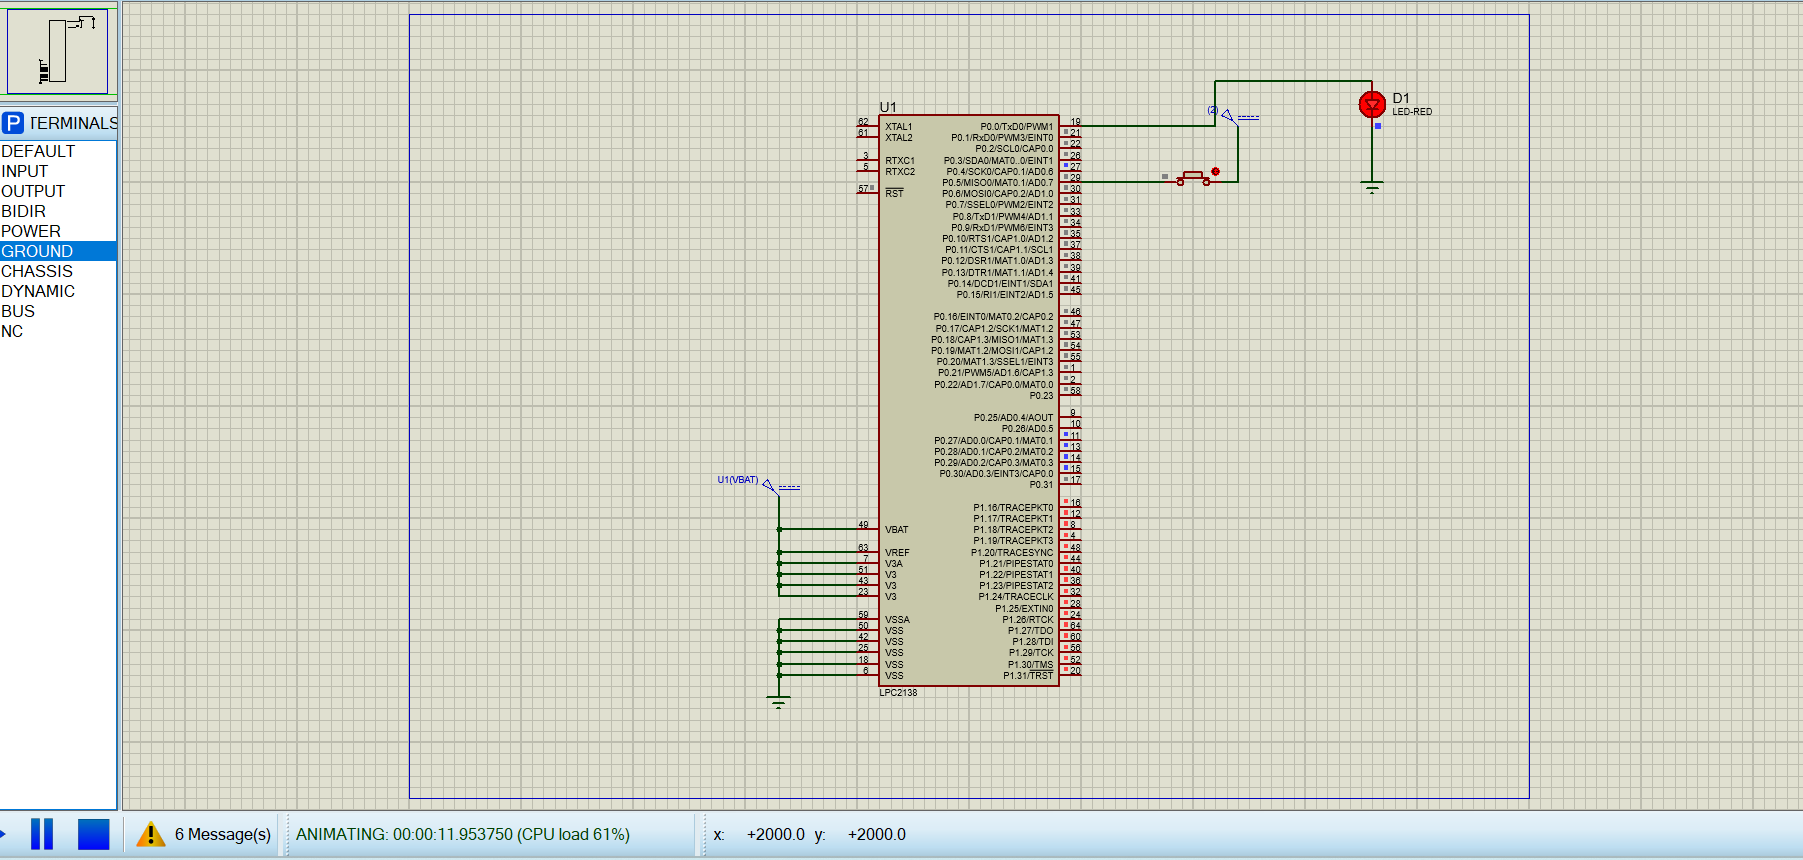 P TERMINALS
DEFAULT
INPUT
OUTPUT
BIDIR
POWER
GROUND
CHASSIS
DYNAMIC
BUS
NC
U1
62 XTAL1
61 XTAL2
3 RTXC1
5 RTXC2
57 RST
49 VBAT
63 VREF
7 V3A
51 V3
43 V3
23 V3
59 VSSA
50 VSS
42 VSS
25 VSS
18 VSS
6 VSS
U1(VBAT)
P0.0/TxD0/PWM1 19
P0.1/RxD0/PWM3/EINT0 21
P0.2/SCL0/CAP0.0 22
P0.3/SDA0/MAT0..0/EINT1 26
P0.4/SCK0/CAP0.1/AD0.6 27
P0.5/MISO0/MAT0.1/AD0.7 29
P0.6/MOSI0/CAP0.2/AD1.0 30
P0.7/SSEL0/PWM2/EINT2 31
P0.8/TxD1/PWM4/AD1.1 33
P0.9/RxD1/PWM6/EINT3 34
P0.10/RTS1/CAP1.0/AD1.2 35
P0.11/CTS1/CAP1.1/SCL1 37
P0.12/DSR1/MAT1.0/AD1.3 38
P0.13/DTR1/MAT1.1/AD1.4 39
P0.14/DCD1/EINT1/SDA1 41
P0.15/RI1/EINT2/AD1.5 45
P0.16/EINT0/MAT0.2/CAP0.2 46
P0.17/CAP1.2/SCK1/MAT1.2 47
P0.18/CAP1.3/MISO1/MAT1.3 53
P0.19/MAT1.2/MOSI1/CAP1.2 54
P0.20/MAT1.3/SSEL1/EINT3 55
P0.21/PWM5/AD1.6/CAP1.3 1
P0.22/AD1.7/CAP0.0/MAT0.0 2
P0.23 58
P0.25/AD0.4/AOUT 9
P0.26/AD0.5 10
P0.27/AD0.0/CAP0.1/MAT0.1 11
P0.28/AD0.1/CAP0.2/MAT0.2 13
P0.29/AD0.2/CAP0.3/MAT0.3 14
P0.30/AD0.3/EINT3/CAP0.0 15
P0.31 17
P1.16/TRACEPKT0 16
P1.17/TRACEPKT1 12
P1.18/TRACEPKT2 8
P1.19/TRACEPKT3 4
P1.20/TRACESYNC 48
P1.21/PIPESTAT0 44
P1.22/PIPESTAT1 40
P1.23/PIPESTAT2 36
P1.24/TRACECLK 32
P1.25/EXTIN0 28
P1.26/RTCK 24
P1.27/TDO 64
P1.28/TDI 60
P1.29/TCK 56
P1.30/TMS 52
P1.31/TRST 20
LPC2138
(2)
D1
LED-RED
6 Message(s)
ANIMATING: 00:00:11.953750 (CPU load 61%)
x: +2000.0 y: +2000.0